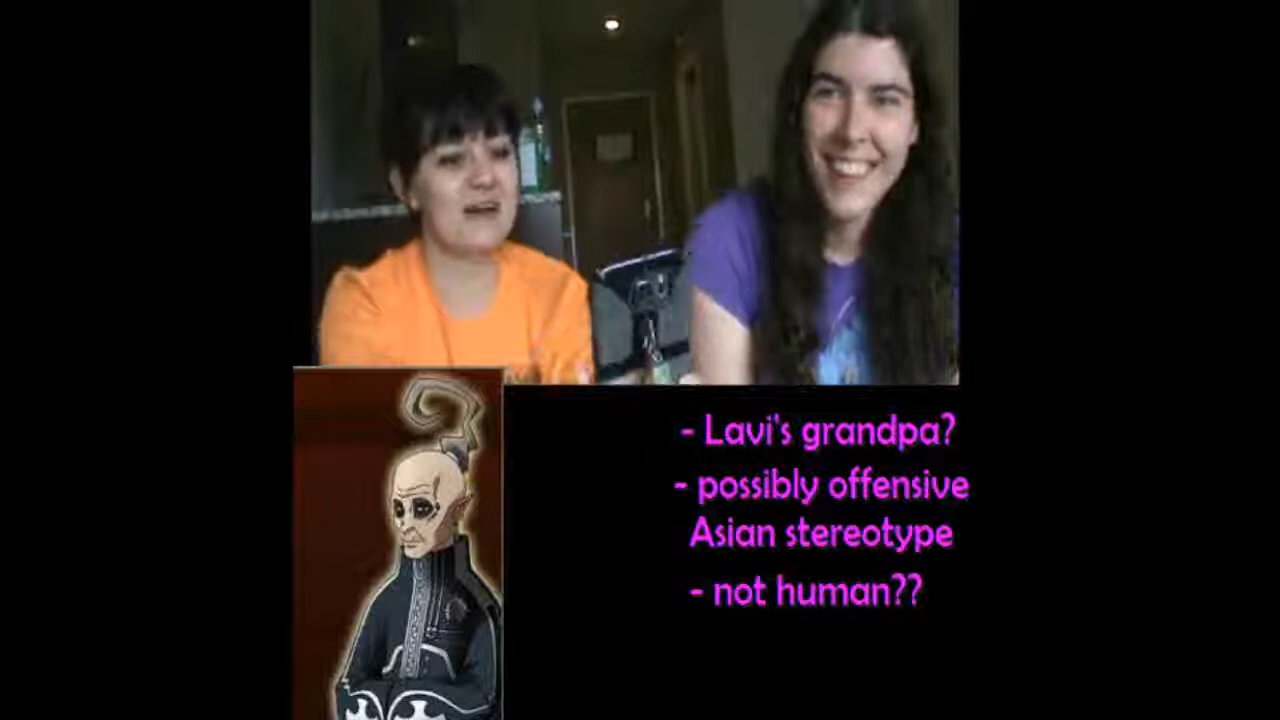 - Lavi's grandpa?
- possibly offensive
Asian stereotype
- not human??